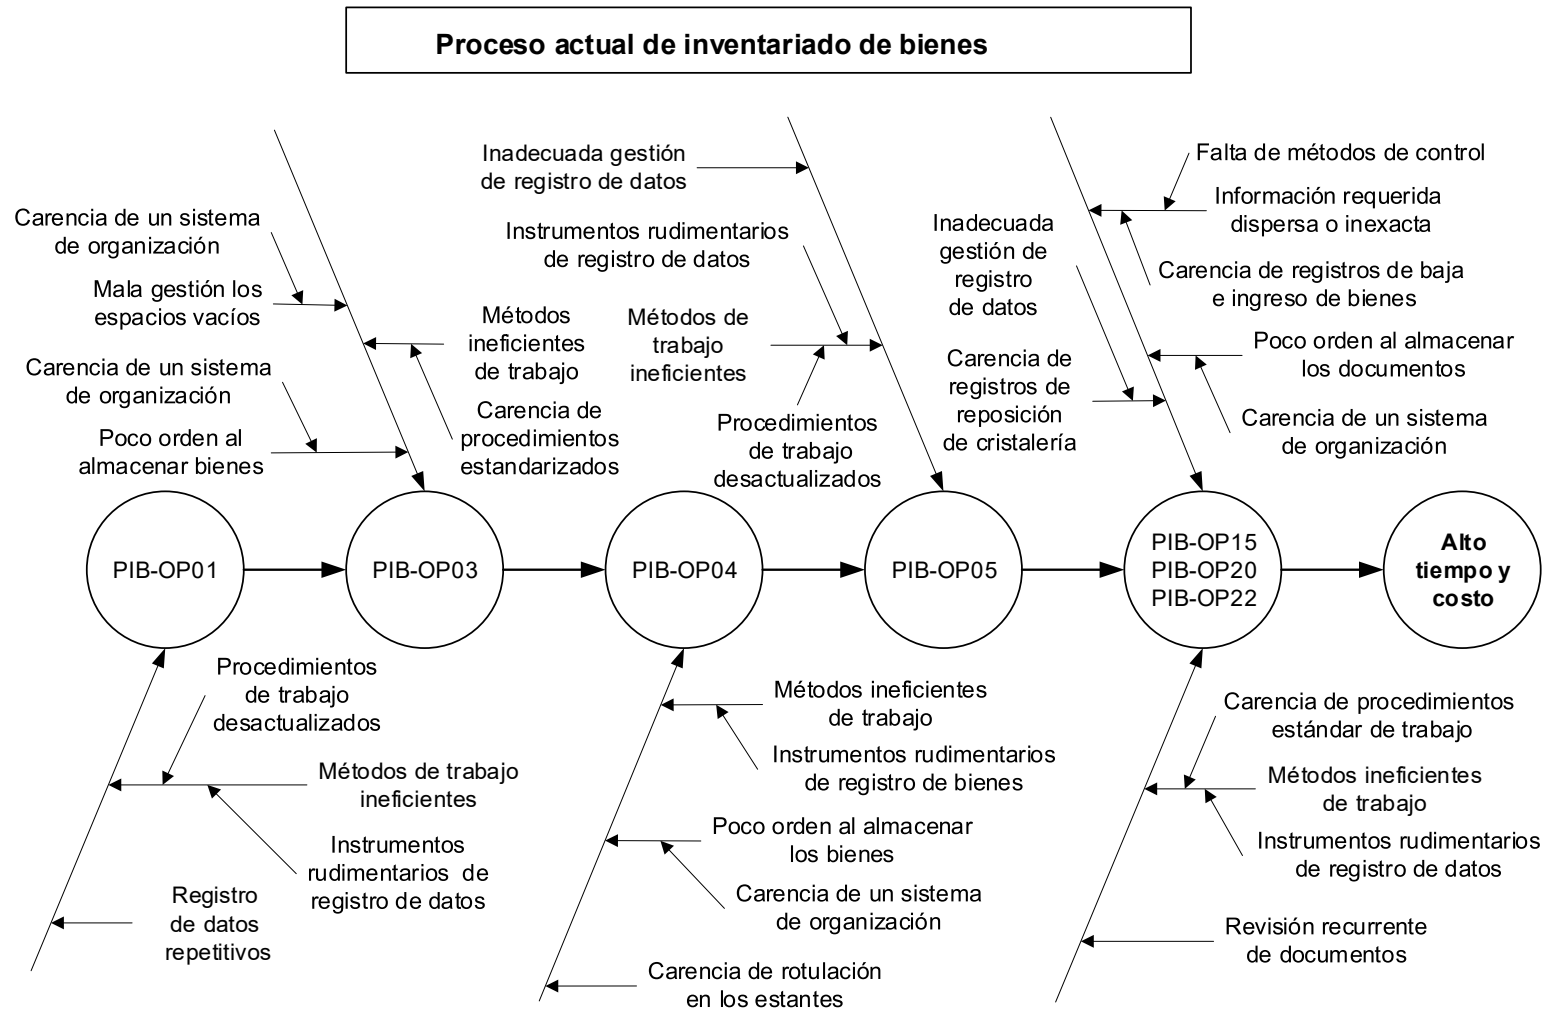 Proceso actual de inventariado de bienes
Carencia de un sistema
de organización
Mala gestión los
espacios vacíos
Carencia de un sistema
de organización
Poco orden al
almacenar bienes
Métodos
ineficientes
de trabajo
Carencia de
procedimientos
estandarizados
Inadecuada gestión
de registro de datos
Instrumentos rudimentarios
de registro de datos
Métodos de
trabajo
ineficientes
Procedimientos
de trabajo
desactualizados
Inadecuada
gestión de
registro
de datos
Carencia de
registros de
reposición
de cristalería
Falta de métodos de control
Información requerida
dispersa o inexacta
Carencia de registros de baja
e ingreso de bienes
Poco orden al almacenar
los documentos
Carencia de un sistema
de organización
PIB-OP01
PIB-OP03
PIB-OP04
PIB-OP05
PIB-OP15
PIB-OP20
PIB-OP22
Alto
tiempo y
costo
Procedimientos
de trabajo
desactualizados
Métodos de trabajo
ineficientes
Instrumentos
rudimentarios de
registro de datos
Registro
de datos
repetitivos
Métodos ineficientes
de trabajo
Instrumentos rudimentarios
de registro de bienes
Poco orden al almacenar
los bienes
Carencia de un sistema
de organización
Carencia de rotulación
en los estantes
Carencia de procedimientos
estándar de trabajo
Métodos ineficientes
de trabajo
Instrumentos rudimentarios
de registro de datos
Revisión recurrente
de documentos